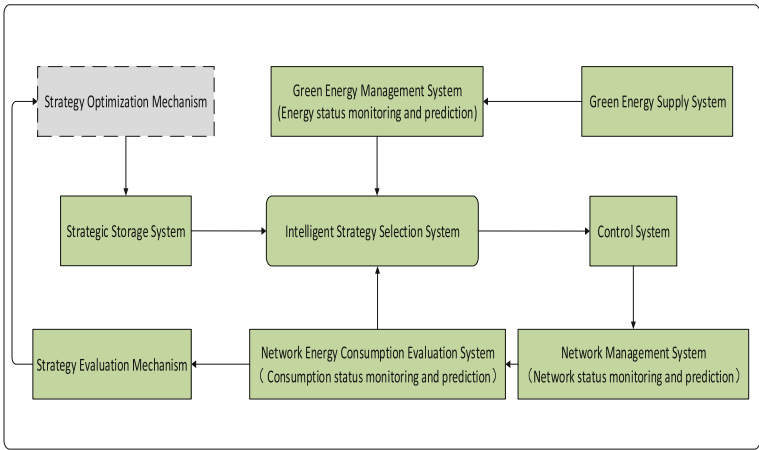 Strategy Optimization Mechanism
Green Energy Management System
(Energy status monitoring and prediction)
Green Energy Supply System
Strategic Storage System
Intelligent Strategy Selection System
Control System
Strategy Evaluation Mechanism
Network Energy Consumption Evaluation System
（ Consumption status monitoring and prediction）
Network Management System
（Network status monitoring and prediction）